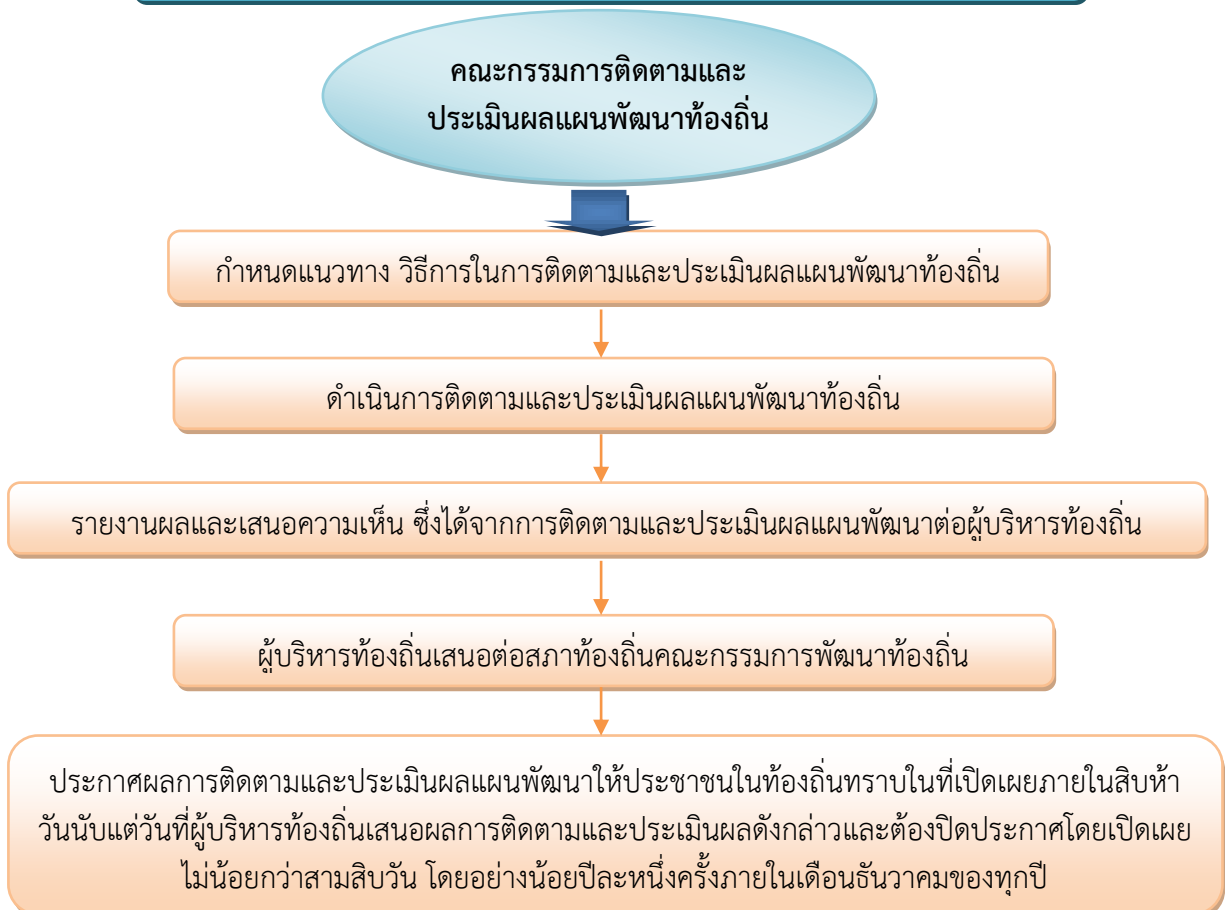 คณะกรรมการติดตามและ
ประเมินผลแผนพัฒนาท้องถิ่น
กำหนดแนวทาง วิธีการในการติดตามและประเมินผลแผนพัฒนาท้องถิ่น
ดำเนินการติดตามและประเมินผลแผนพัฒนาท้องถิ่น
รายงานผลและเสนอความเห็น ซึ่งได้จากการติดตามและประเมินผลแผนพัฒนาต่อผู้บริหารท้องถิ่น
ผู้บริหารท้องถิ่นเสนอต่อสภาท้องถิ่นคณะกรรมการพัฒนาท้องถิ่น
ประกาศผลการติดตามและประเมินผลแผนพัฒนาให้ประชาชนในท้องถิ่นทราบในที่เปิดเผยภายในสิบห้า
วันนับแต่วันที่ผู้บริหารท้องถิ่นเสนอผลการติดตามและประเมินผลดังกล่าวและต้องปิดประกาศโดยเปิดเผย
ไม่น้อยกว่าสามสิบวัน โดยอย่างน้อยปีละหนึ่งครั้งภายในเดือนธันวาคมของทุกปี